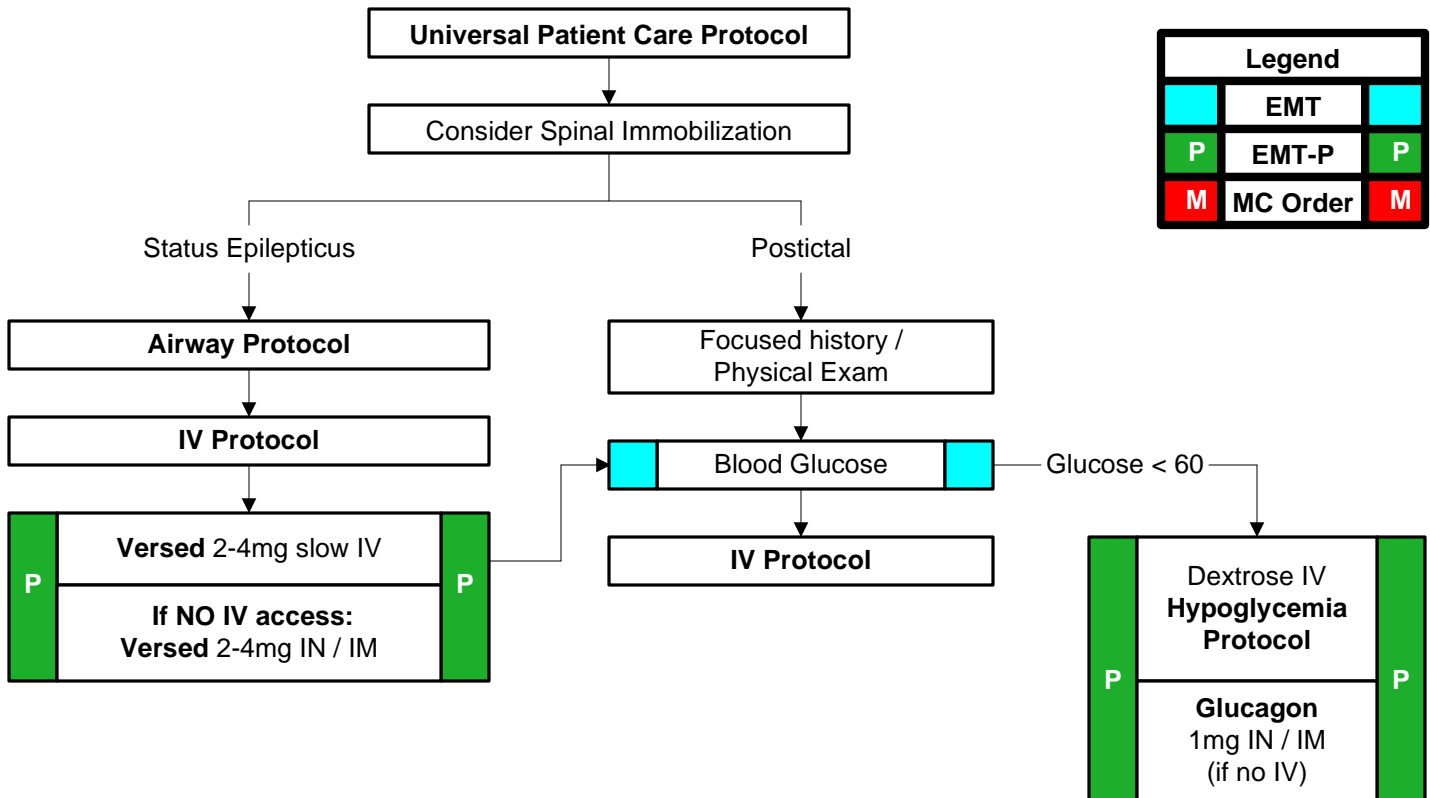 Universal Patient Care Protocol
Legend
EMT
P EMT-P P
M MC Order M
Consider Spinal Immobilization
Status Epilepticus
Postictal
Airway Protocol
IV Protocol
P
Versed 2-4mg slow IV
If NO IV access:
Versed 2-4mg IN / IM
P
Focused history /
Physical Exam
Blood Glucose
Glucose < 60
IV Protocol
P
Dextrose IV
Hypoglycemia
Protocol
Glucagon
1mg IN / IM
(if no IV)
P